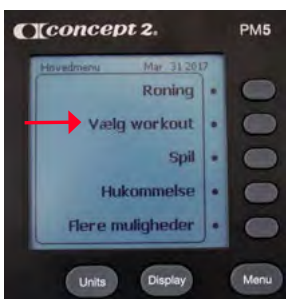 concept 2. PM5
Hovedmenu Mar 31 2017
Roning
Vælg workout
Spil
Hukommelse
Flere muligheder
Units Display Menu